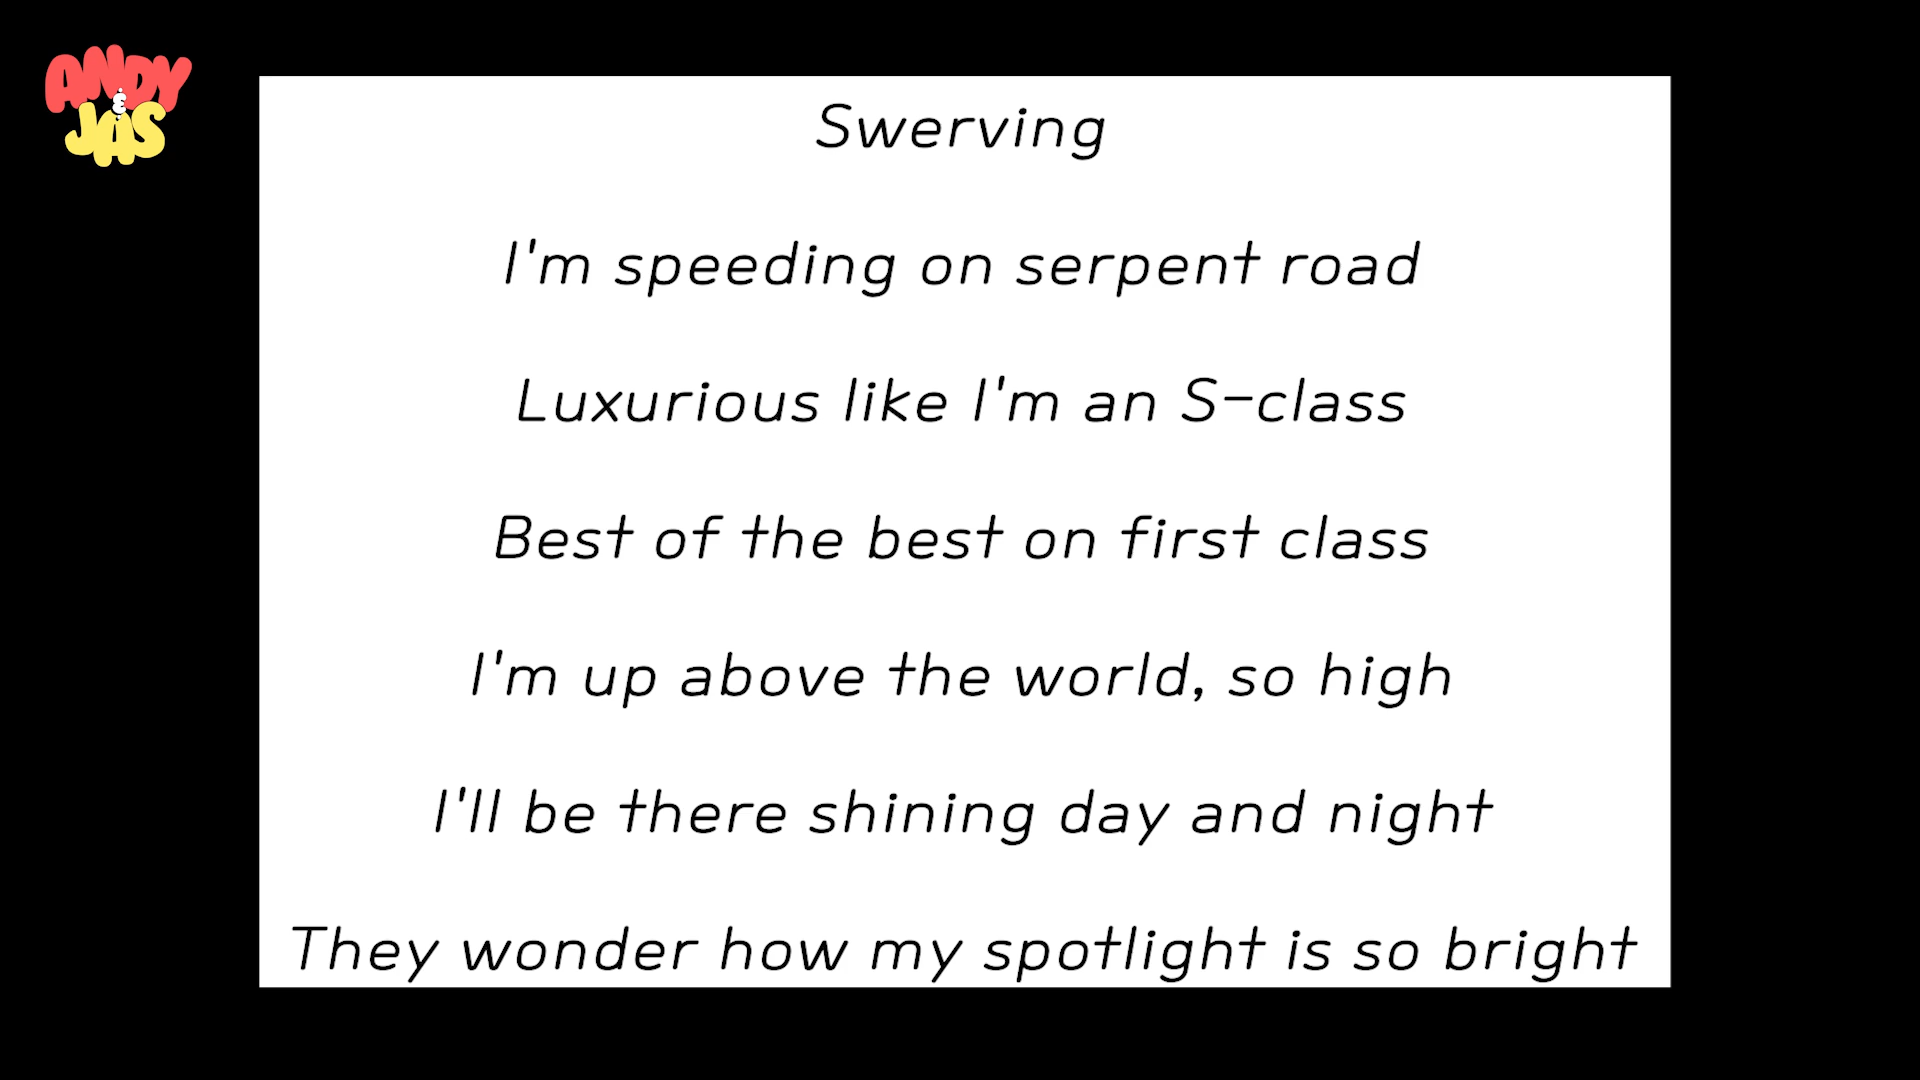 ANDY
&
JAS
Swerving
I'm speeding on serpent road
Luxurious like I'm an S-class
Best of the best on first class
I'm up above the world, so high
I'll be there shining day and night
They wonder how my spotlight is so bright